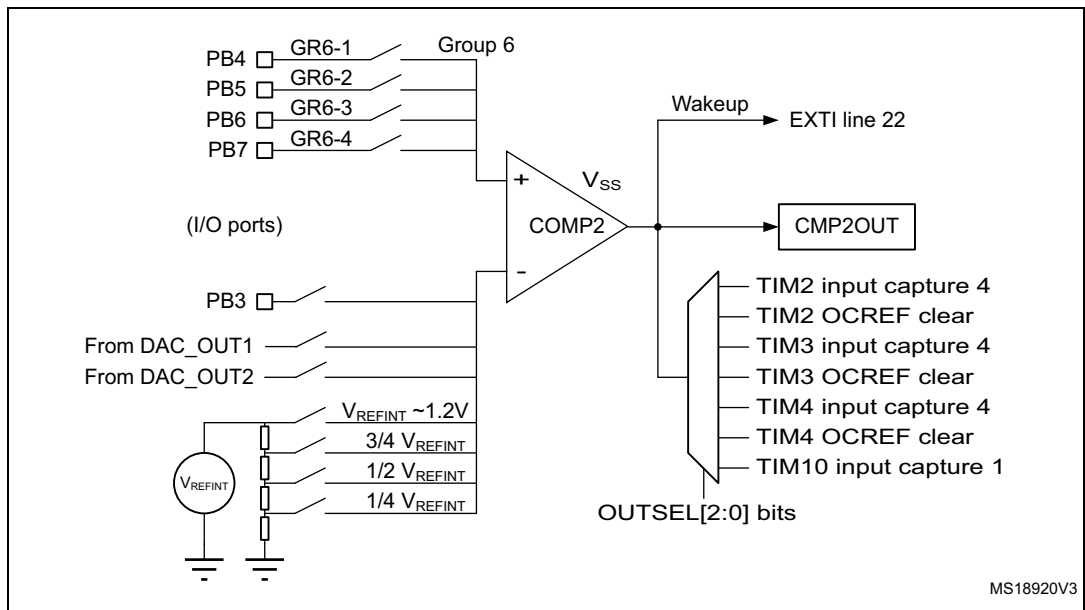 PB4 GR6-1 Group 6
PB5 GR6-2
PB6 GR6-3
PB7 GR6-4
Wakeup EXTI line 22
VSS
+
COMP2
-
(I/O ports)
CMP2OUT
PB3
From DAC_OUT1
From DAC_OUT2
VREFINT ~1.2V
3/4 VREFINT
1/2 VREFINT
1/4 VREFINT
VREFINT
TIM2 input capture 4
TIM2 OCREF clear
TIM3 input capture 4
TIM3 OCREF clear
TIM4 input capture 4
TIM4 OCREF clear
TIM10 input capture 1
OUTSEL[2:0] bits
MS18920V3